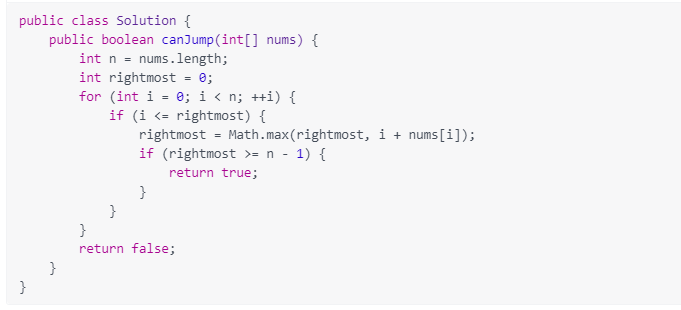 public class Solution {
    public boolean canJump(int[] nums) {
        int n = nums.length;
        int rightmost = 0;
        for (int i = 0; i < n; ++i) {
            if (i <= rightmost) {
                rightmost = Math.max(rightmost, i + nums[i]);
                if (rightmost >= n - 1) {
                    return true;
                }
            }
        }
        return false;
    }
}